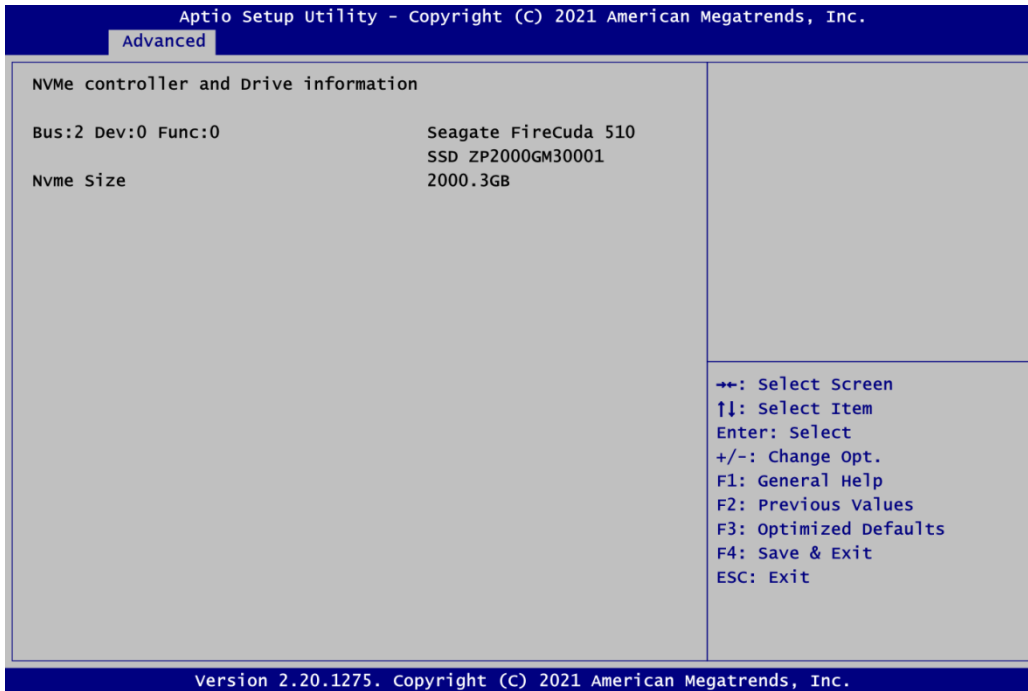 Aptio Setup Utility - Copyright (C) 2021 American Megatrends, Inc.
Advanced
NVMe controller and Drive information
Bus:2 Dev:0 Func:0 Seagate FireCuda 510
SSD ZP2000GM30001
Nvme Size 2000.3GB
→←: Select Screen
↑↓: Select Item
Enter: Select
+/-: Change Opt.
F1: General Help
F2: Previous Values
F3: Optimized Defaults
F4: Save & Exit
ESC: Exit
Version 2.20.1275. Copyright (C) 2021 American Megatrends, Inc.